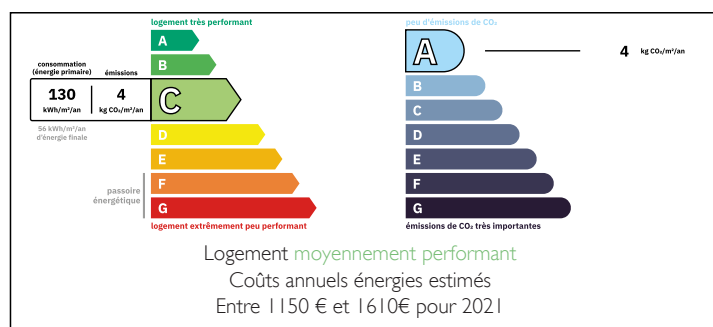 logement très performant
peu d'émissions de CO₂
A
B
consommation
(énergie primaire)
émissions
130
kWh/m²/an
4
kg CO₂/m²/an
C
56 kWh/m²/an
d'énergie finale
D
E
passoire
énergétique
F
G
logement extrêmement peu performant
A
4 kg CO₂/m²/an
B
C
D
E
F
G
émissions de CO₂ très importantes
Logement moyennement performant
Coûts annuels énergies estimés
Entre 1150 € et 1610€ pour 2021